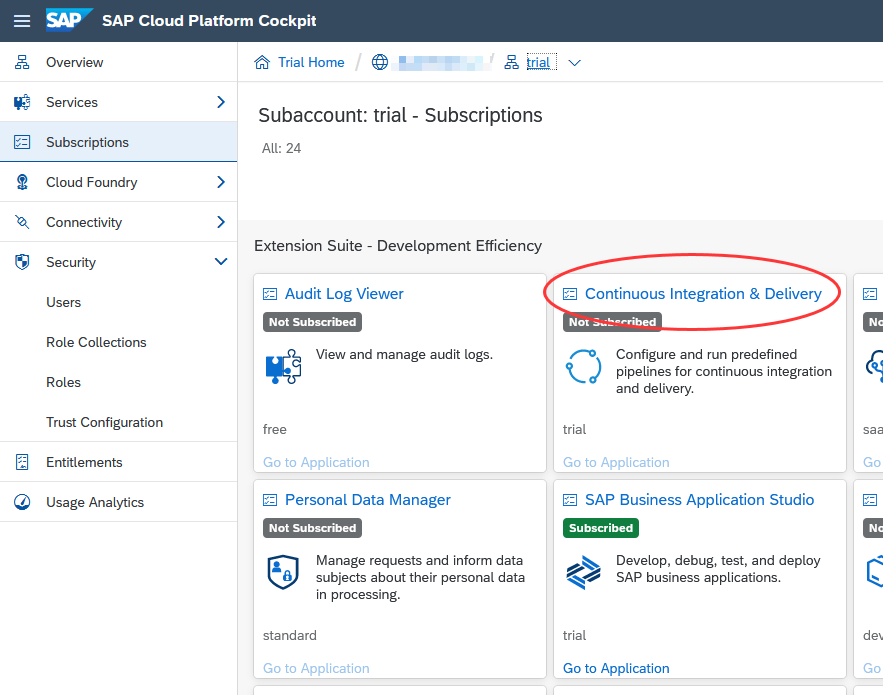 SAP SAP Cloud Platform Cockpit
Overview
Services
Subscriptions
Cloud Foundry
Connectivity
Security
Users
Role Collections
Roles
Trust Configuration
Entitlements
Usage Analytics
Trial Home / / trial
Subaccount: trial - Subscriptions
All: 24
Extension Suite - Development Efficiency
Audit Log Viewer
Not Subscribed
View and manage audit logs.
free
Go to Application
Continuous Integration & Delivery
Not Subscribed
Configure and run predefined
pipelines for continuous integration
and delivery.
trial
Go to Application
No
saa
Go
Personal Data Manager
Not Subscribed
Manage requests and inform data
subjects about their personal data
in processing.
standard
Go to Application
SAP Business Application Studio
Subscribed
Develop, debug, test, and deploy
SAP business applications.
trial
Go to Application
No
dev
Go